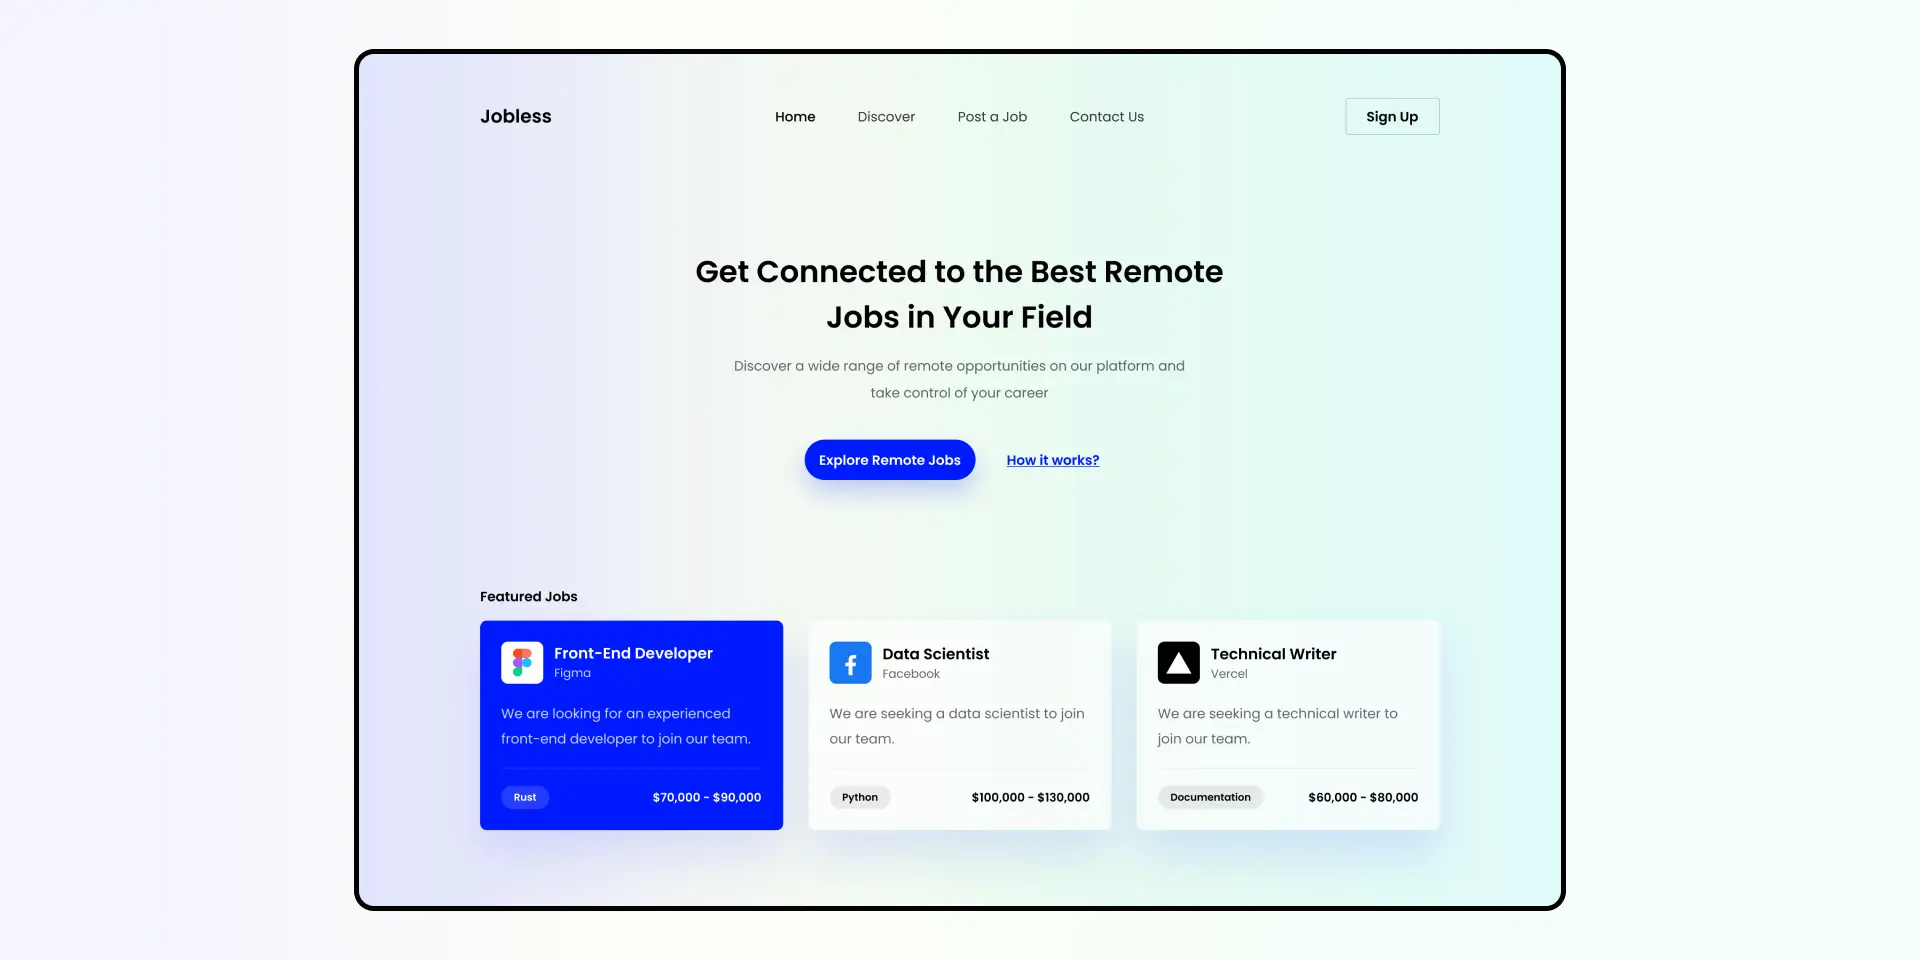 Jobless
Home
Discover
Post a Job
Contact Us
Sign Up
Get Connected to the Best Remote
Jobs in Your Field
Discover a wide range of remote opportunities on our platform and
take control of your career
Explore Remote Jobs
How it works?
Featured Jobs
Front-End Developer
Figma
We are looking for an experienced
front-end developer to join our team.
Rust
$70,000 - $90,000
Data Scientist
Facebook
We are seeking a data scientist to join
our team.
Python
$100,000 - $130,000
Technical Writer
Vercel
We are seeking a technical writer to
join our team.
Documentation
$60,000 - $80,000